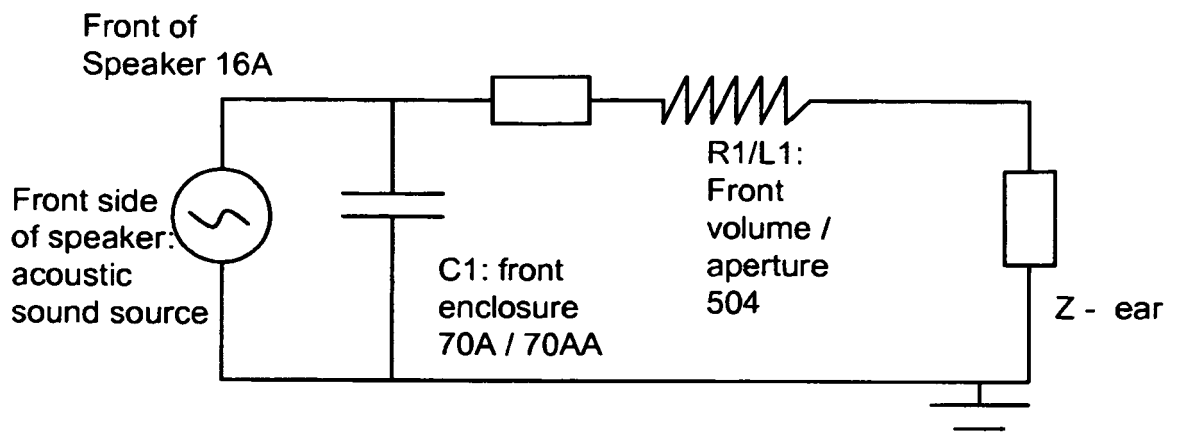 Front of
Speaker 16A
Front side
of speaker:
acoustic
sound source
C1: front
enclosure
70A / 70AA
R1/L1:
Front
volume /
aperture
504
Z - ear